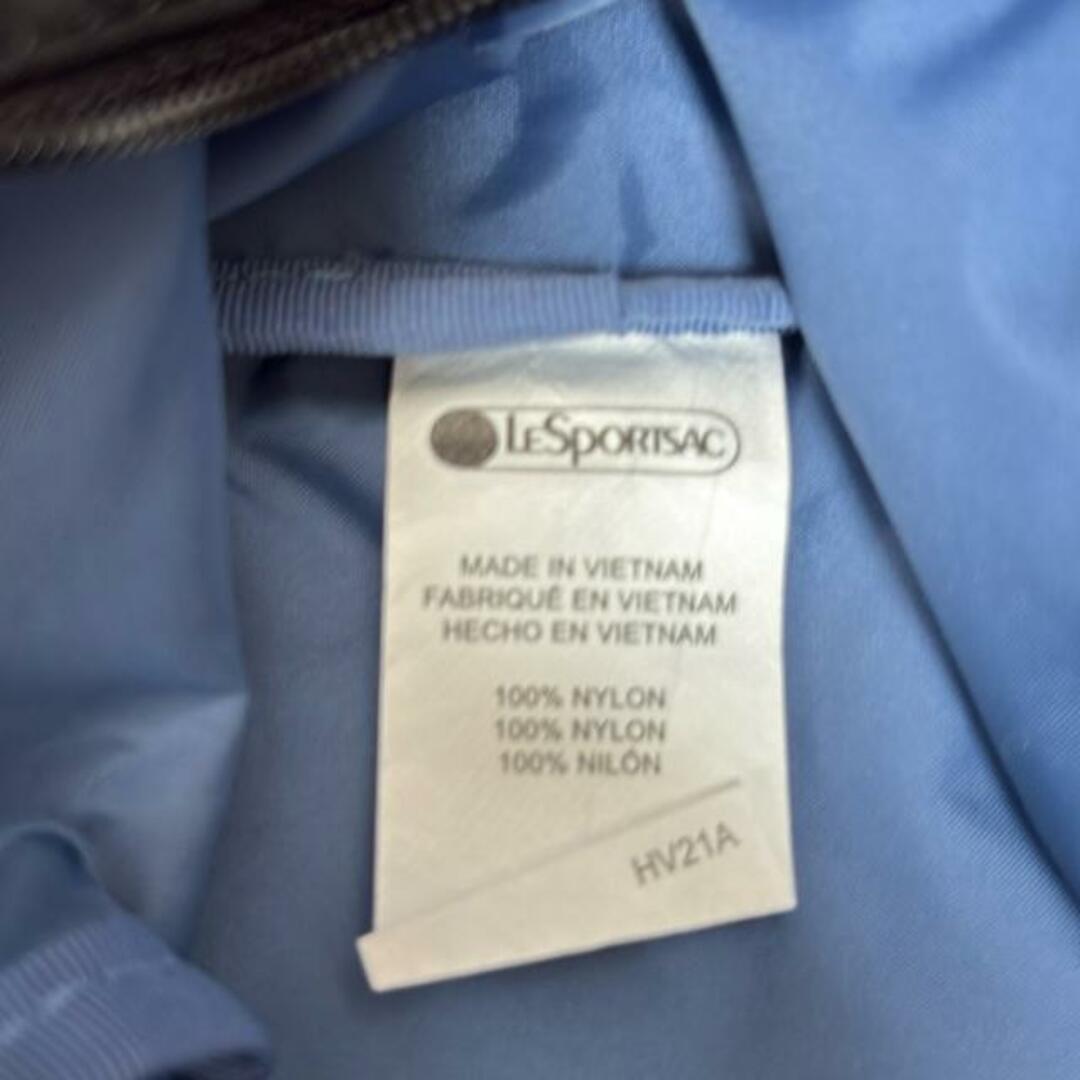 LESPORTSAC
MADE IN VIETNAM
FABRIQUÉ EN VIETNAM
HECHO EN VIETNAM
100% NYLON
100% NYLON
100% NILÓN
HV21A